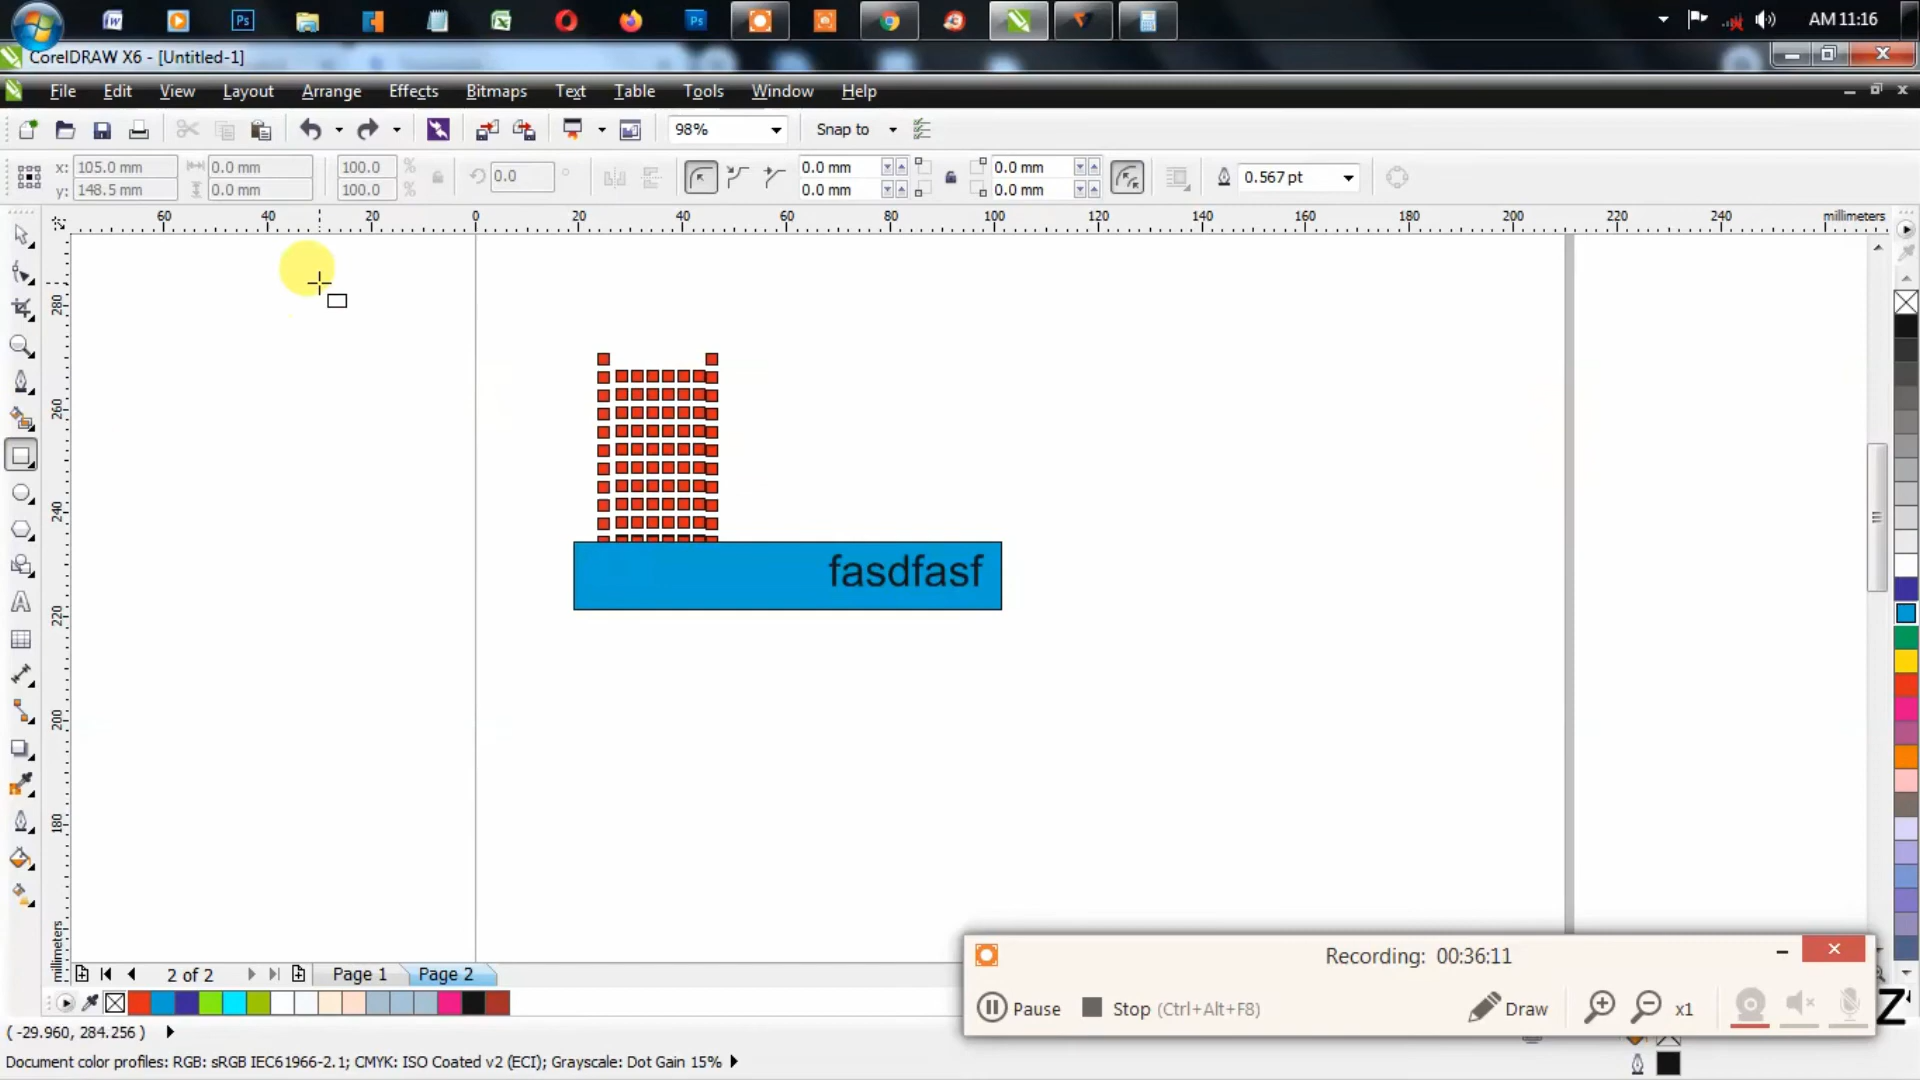 AM 11:16
CorelDRAW X6 - [Untitled-1]
File Edit View Layout Arrange Effects Bitmaps Text Table Tools Window Help
98% Snap to
x: 105.0 mm 0.0 mm 100.0 % 0.0 ° 0.0 mm 0.0 mm 0.567 pt
y: 148.5 mm 0.0 mm 100.0 % 0.0 mm 0.0 mm
60 40 20 0 20 40 60 80 100 120 140 160 180 200 220 240 millimeters
280
260
240
220
200
180
millimeters
fasdfasf
2 of 2 Page 1 Page 2
Recording: 00:36:11
Pause Stop (Ctrl+Alt+F8) Draw x1
Z
( -29.960, 284.256 )
Document color profiles: RGB: sRGB IEC61966-2.1; CMYK: ISO Coated v2 (ECI); Grayscale: Dot Gain 15%